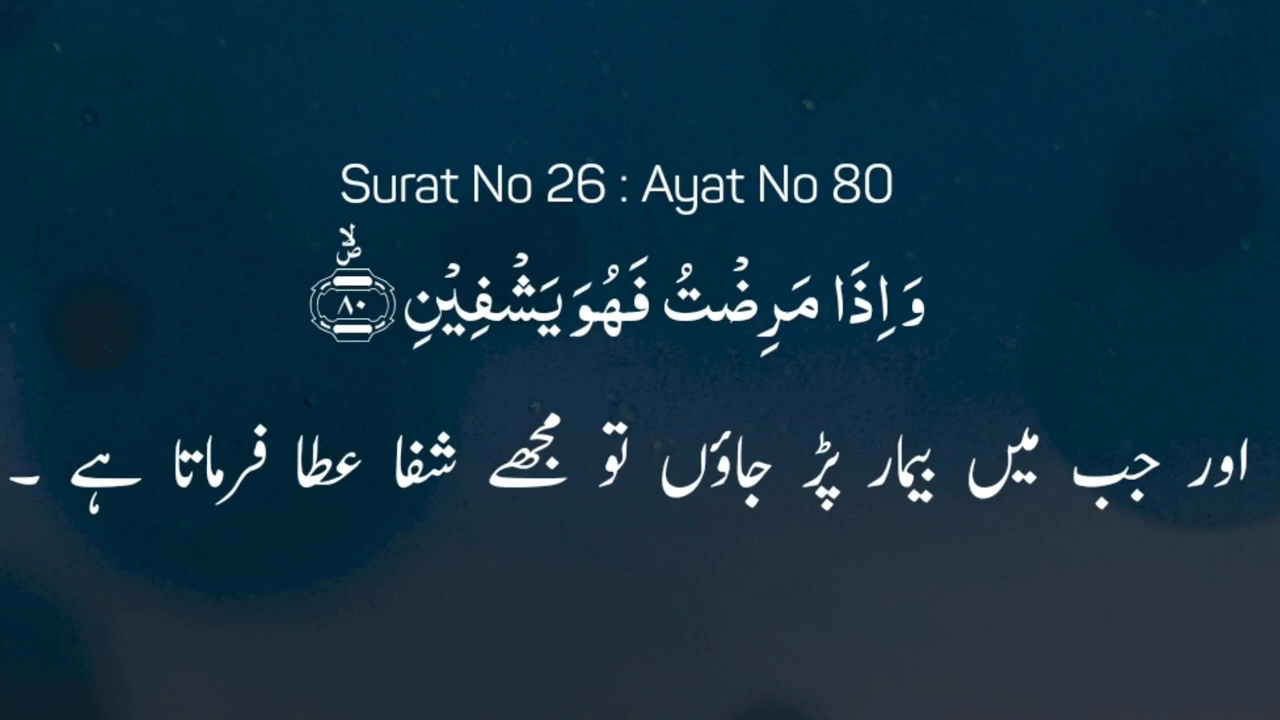 Surat No 26 : Ayat No 80
وَاِذَا مَرِضۡتُ فَهُوَ يَشۡفِيۡنِ ۙ‏ ﴿۸۰﴾
اور جب میں بیمار پڑ جاؤں تو مجھے شفا عطا فرماتا ہے ۔